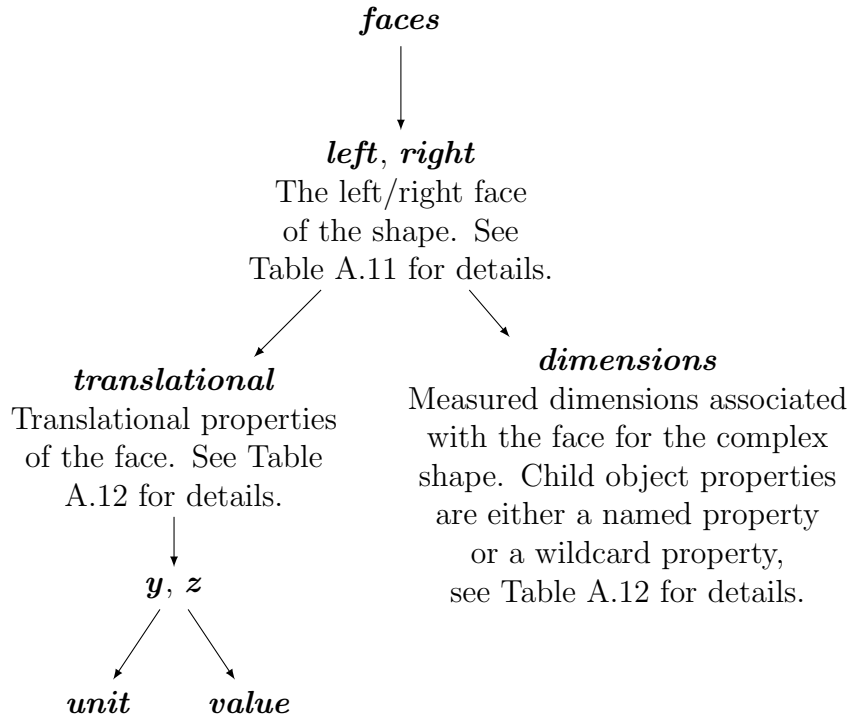 faces
left, right
The left/right face
of the shape. See
Table A.11 for details.
translational
Translational properties
of the face. See Table
A.12 for details.
dimensions
Measured dimensions associated
with the face for the complex
shape. Child object properties
are either a named property
or a wildcard property,
see Table A.12 for details.
y, z
unit
value